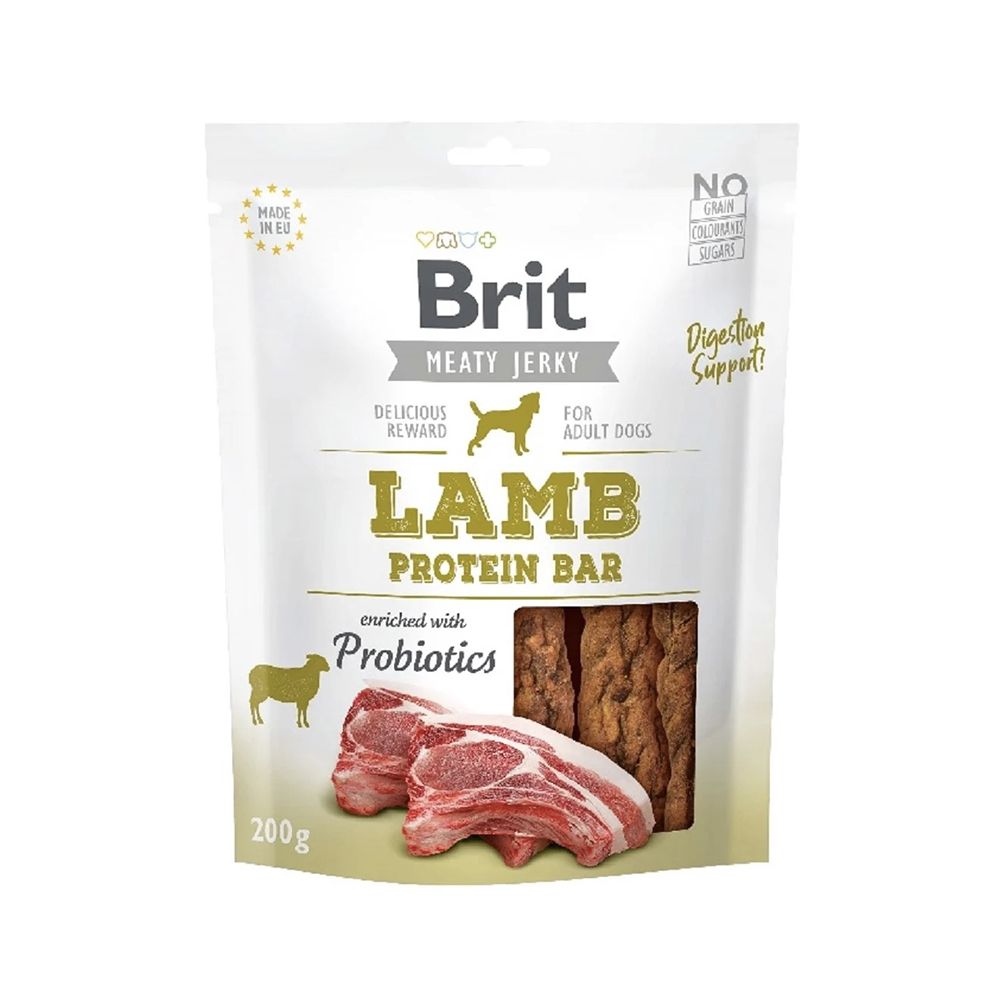 MADE
IN EU
NO
GRAIN
COLOURANTS
SUGARS
Brit
MEATY JERKY
Digestion
Support!
DELICIOUS
REWARD
FOR
ADULT DOGS
LAMB
PROTEIN BAR
enriched with
Probiotics
200g